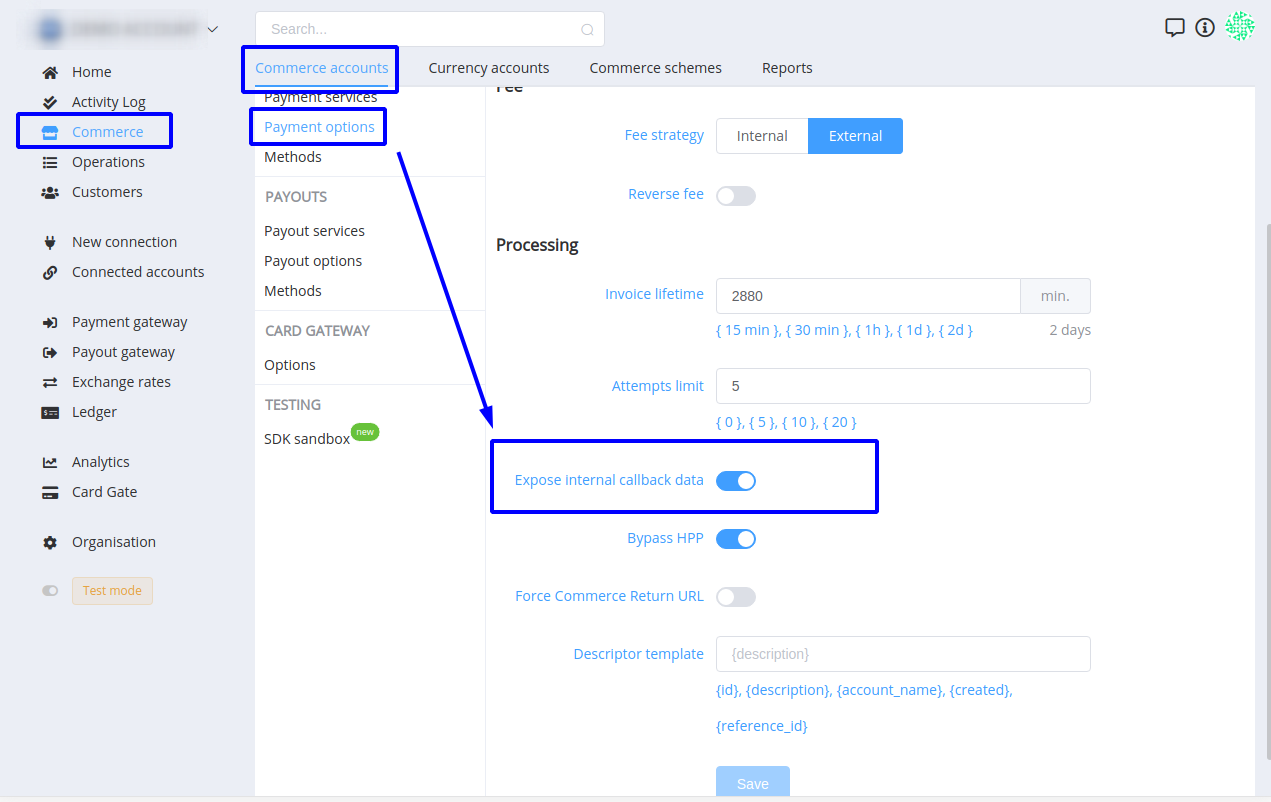 Search...
Home
Activity Log
Commerce
Operations
Customers
New connection
Connected accounts
Payment gateway
Payout gateway
Exchange rates
Ledger
Analytics
Card Gate
Organisation
Test mode
Commerce accounts
Currency accounts
Commerce schemes
Reports
Payment services
Payment options
Methods
PAYOUTS
Payout services
Payout options
Methods
CARD GATEWAY
Options
TESTING
SDK sandbox new
Fee
Fee strategy Internal External
Reverse fee
Processing
Invoice lifetime 2880 min.
{ 15 min }, { 30 min }, { 1h }, { 1d }, { 2d } 2 days
Attempts limit 5
{ 0 }, { 5 }, { 10 }, { 20 }
Expose internal callback data
Bypass HPP
Force Commerce Return URL
Descriptor template {description}
{id}, {description}, {account_name}, {created},
{reference_id}
Save